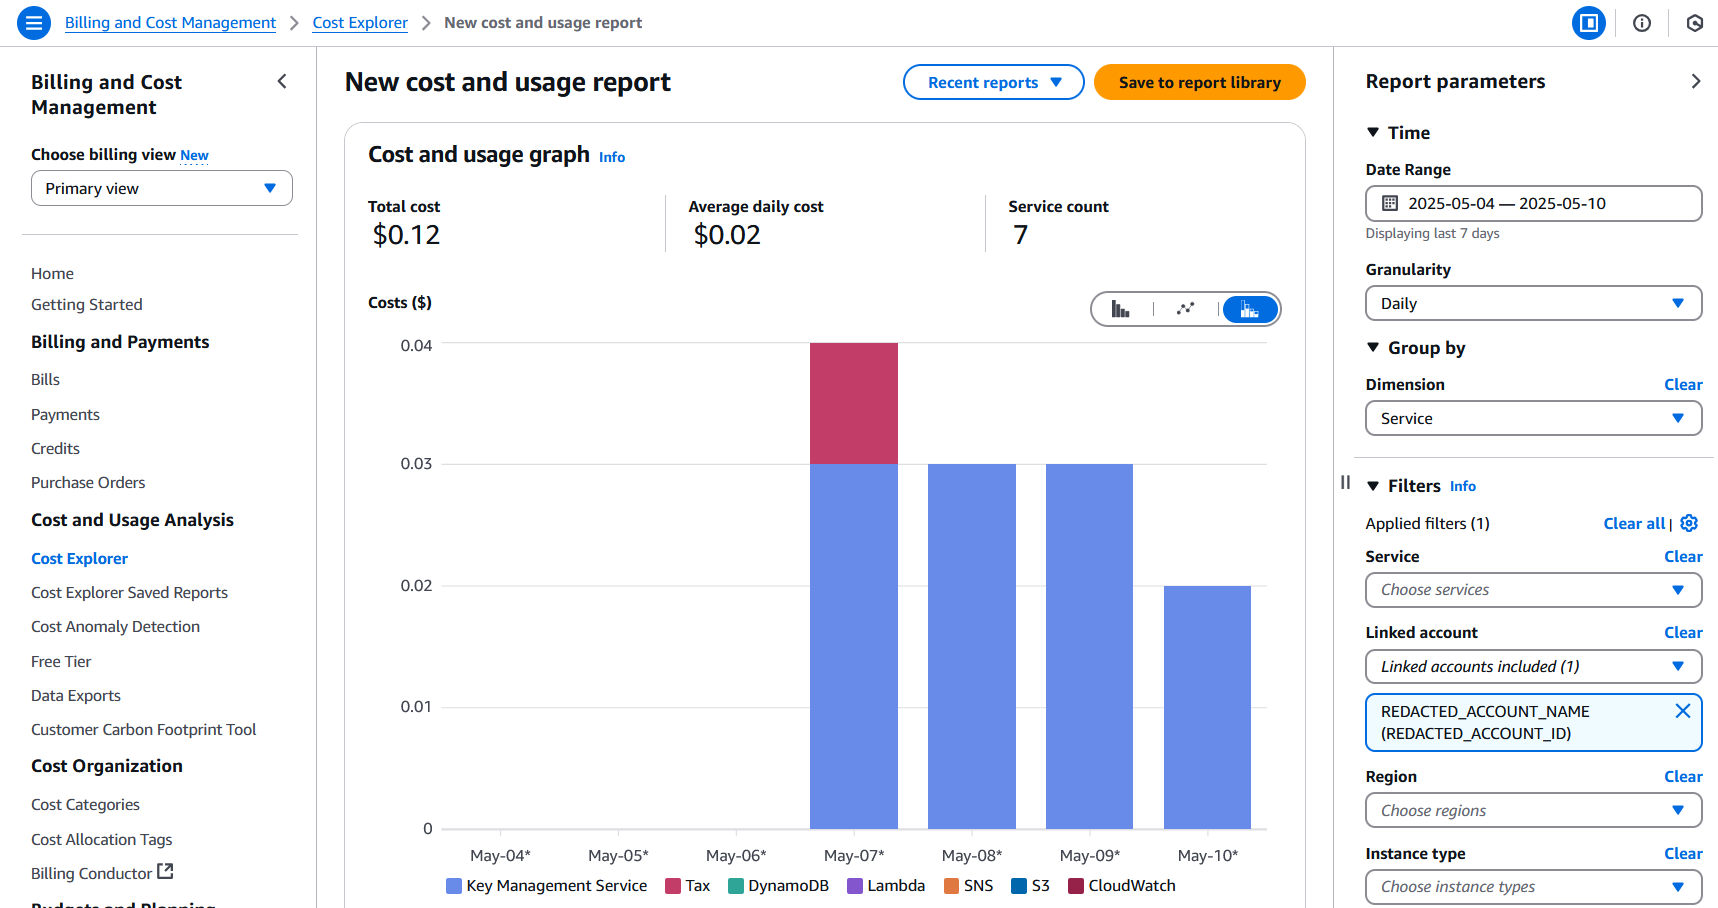 Billing and Cost Management
Cost Explorer
New cost and usage report
Billing and Cost
Management
Choose billing view New
Primary view
Home
Getting Started
Billing and Payments
Bills
Payments
Credits
Purchase Orders
Cost and Usage Analysis
Cost Explorer
Cost Explorer Saved Reports
Cost Anomaly Detection
Free Tier
Data Exports
Customer Carbon Footprint Tool
Cost Organization
Cost Categories
Cost Allocation Tags
Billing Conductor
Budgets and Planning
New cost and usage report
Recent reports
Save to report library
Cost and usage graph Info
Total cost
$0.12
Average daily cost
$0.02
Service count
7
Costs ($)
0.04
0.03
0.02
0.01
0
May-04*
May-05*
May-06*
May-07*
May-08*
May-09*
May-10*
Key Management Service
Tax
DynamoDB
Lambda
SNS
S3
CloudWatch
Report parameters
Time
Date Range
2025-05-04 — 2025-05-10
Displaying last 7 days
Granularity
Daily
Group by
Dimension Clear
Service
Filters Info
Applied filters (1) Clear all |
Service Clear
Choose services
Linked account Clear
Linked accounts included (1)
REDACTED_ACCOUNT_NAME
(REDACTED_ACCOUNT_ID)
Region Clear
Choose regions
Instance type Clear
Choose instance types